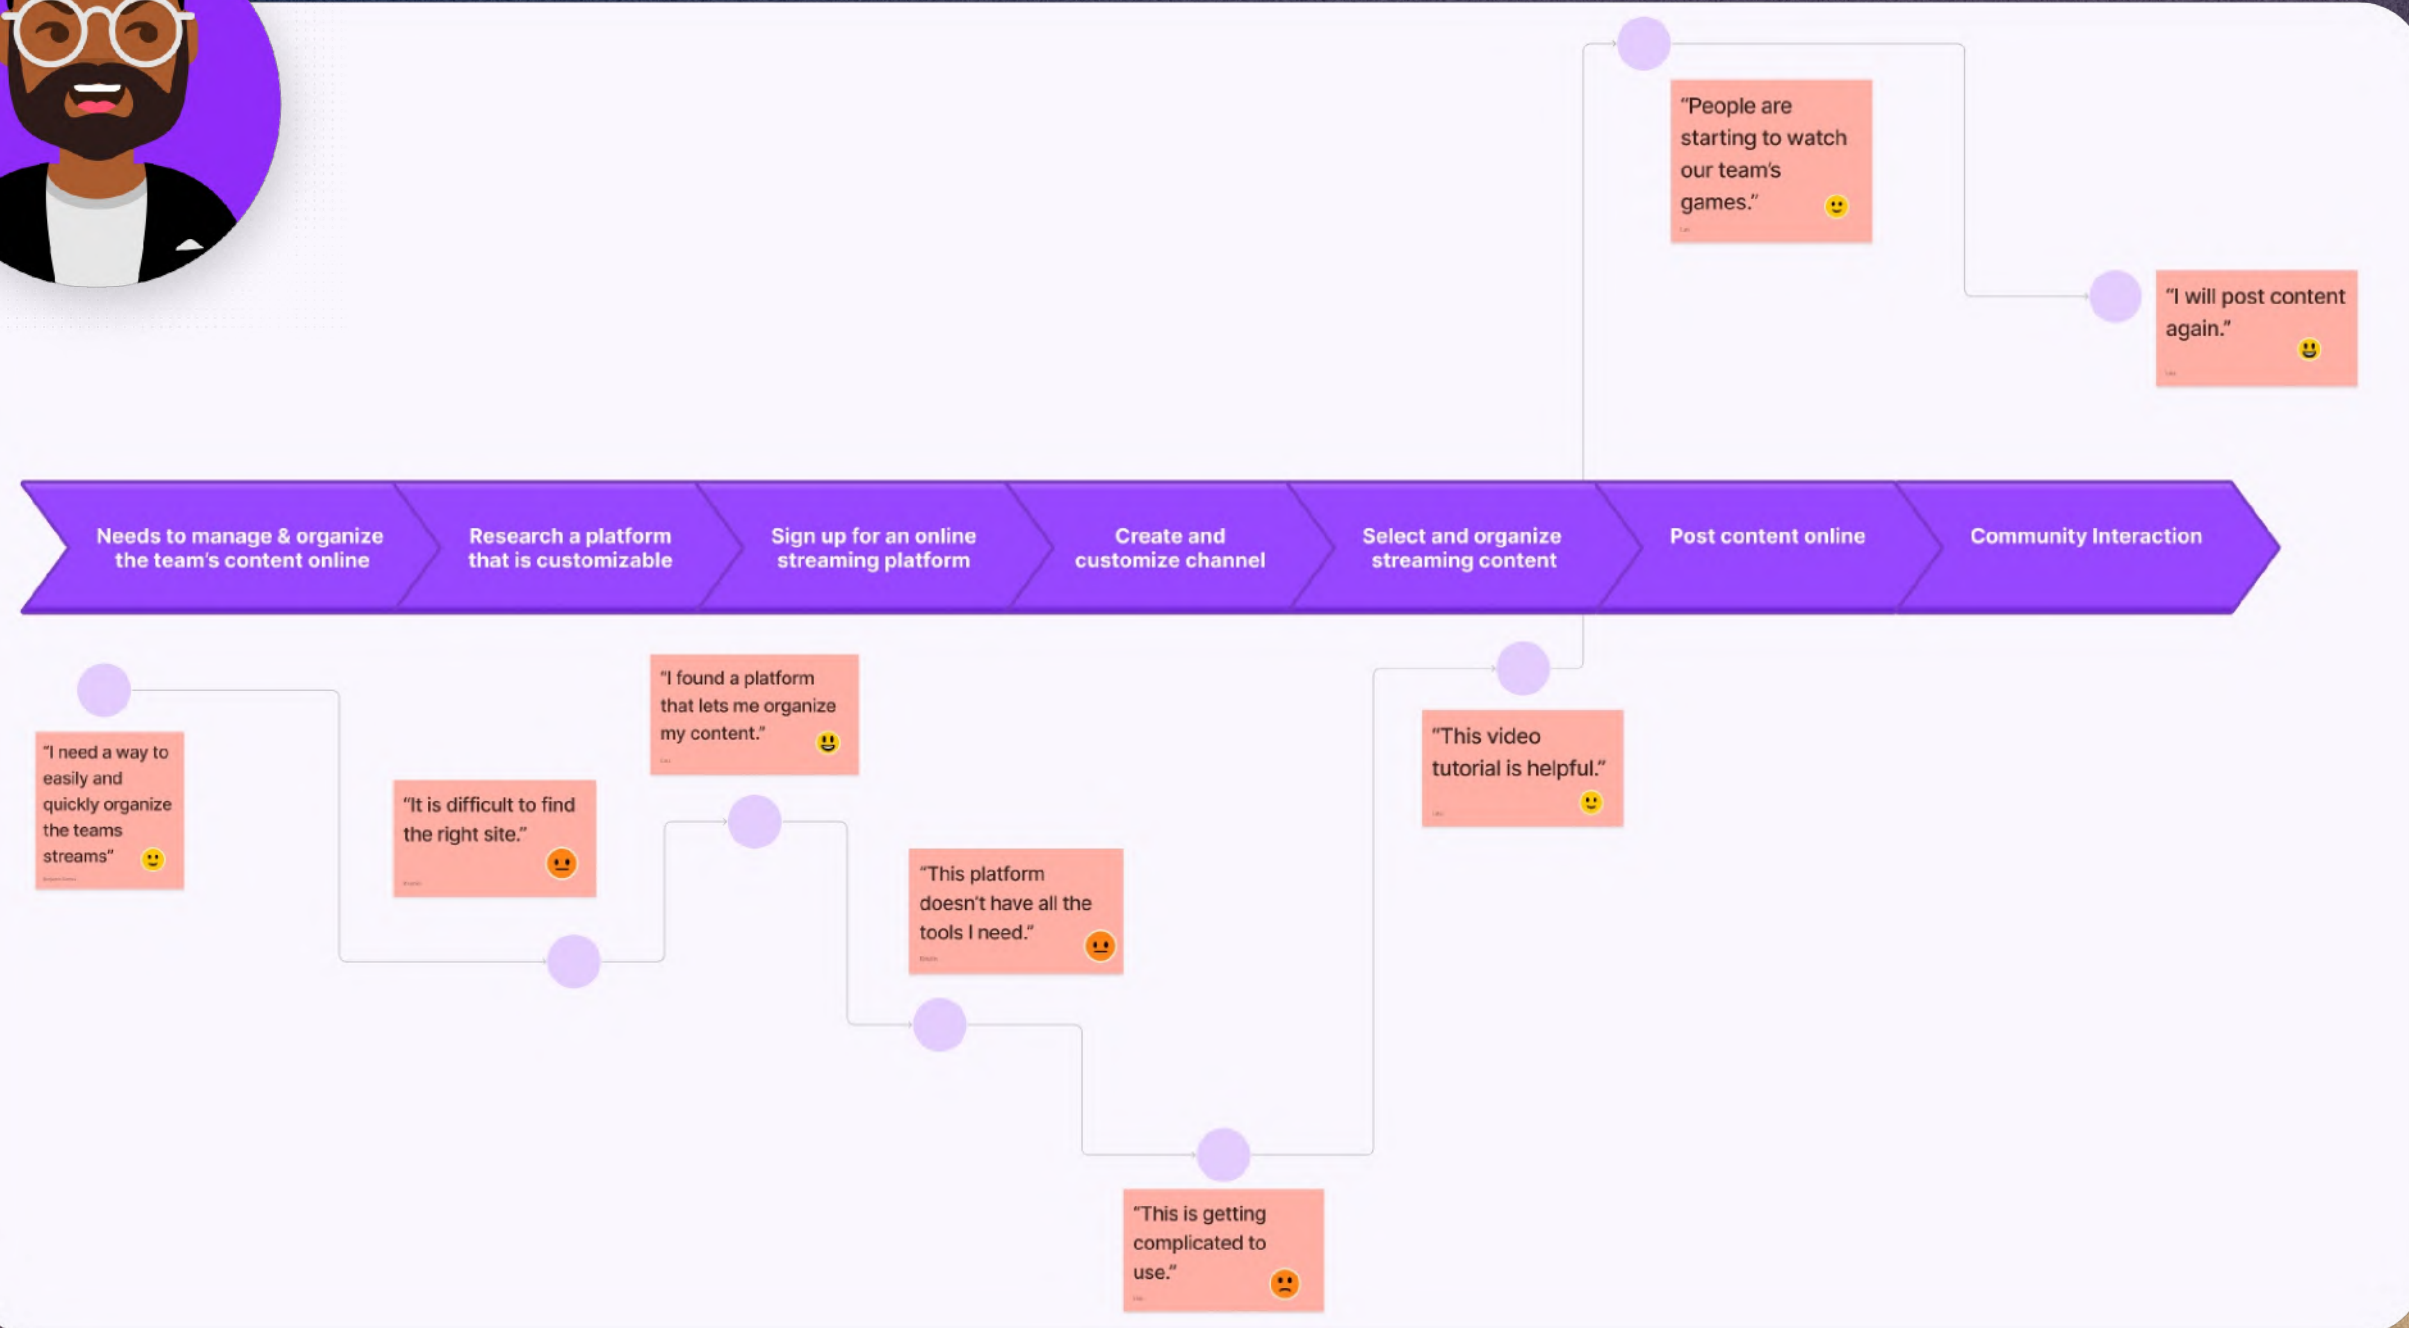 “People are
starting to watch
our team’s
games.”
“I will post content
again.”
Needs to manage & organize
the team’s content online
Research a platform
that is customizable
Sign up for an online
streaming platform
Create and
customize channel
Select and organize
streaming content
Post content online
Community Interaction
“I need a way to
easily and
quickly organize
the teams
streams”
“It is difficult to find
the right site.”
“I found a platform
that lets me organize
my content.”
“This platform
doesn’t have all the
tools I need.”
“This is getting
complicated to
use.”
“This video
tutorial is helpful.”